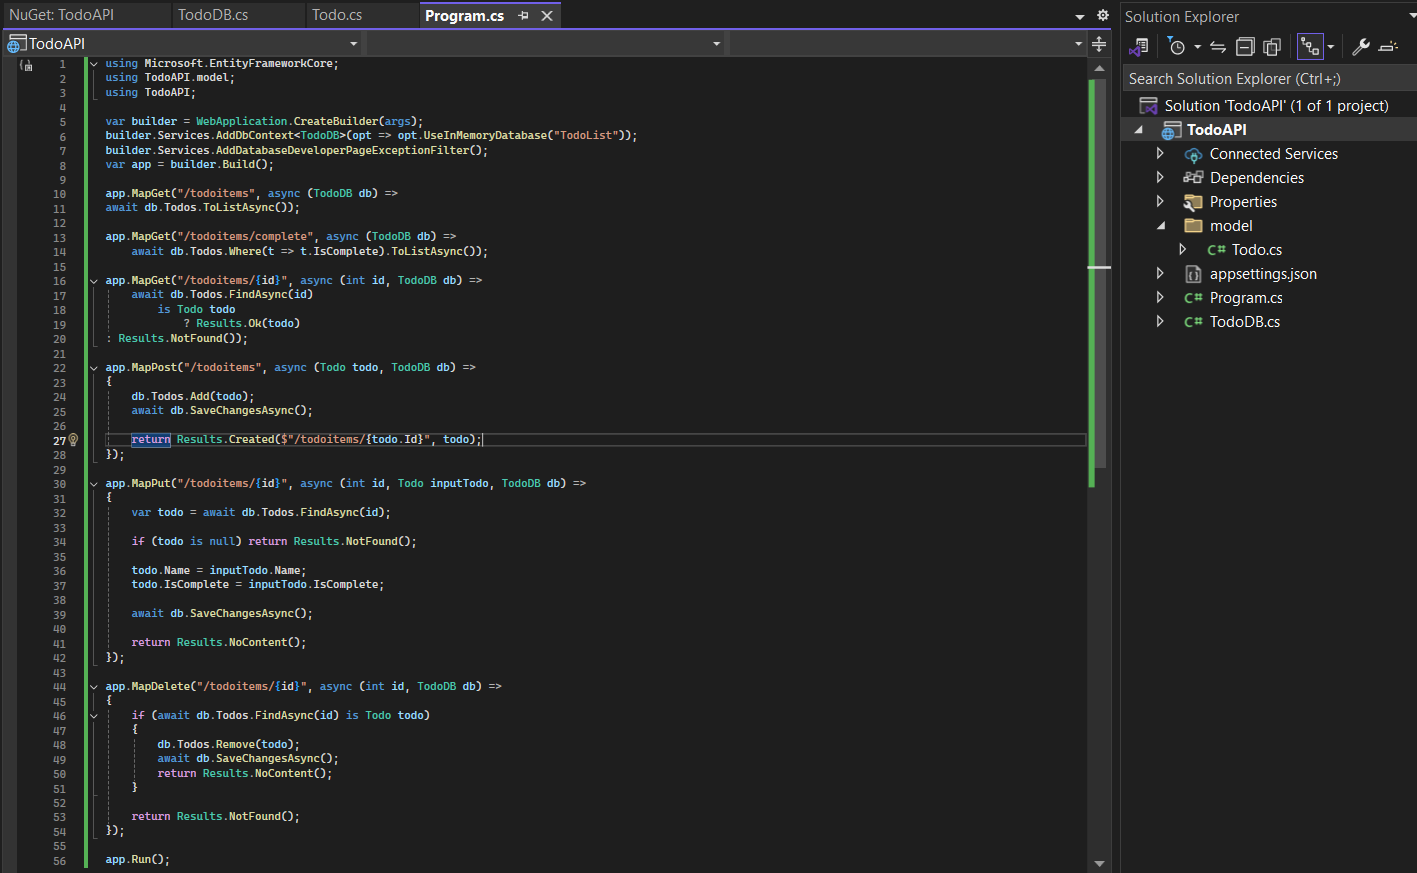 NuGet: TodoAPI
TodoDB.cs
Todo.cs
Program.cs
TodoAPI
1 using Microsoft.EntityFrameworkCore;
2 using TodoAPI.model;
3 using TodoAPI;
4
5 var builder = WebApplication.CreateBuilder(args);
6 builder.Services.AddDbContext<TodoDB>(opt => opt.UseInMemoryDatabase("TodoList"));
7 builder.Services.AddDatabaseDeveloperPageExceptionFilter();
8 var app = builder.Build();
9
10 app.MapGet("/todoitems", async (TodoDB db) =>
11 await db.Todos.ToListAsync());
12
13 app.MapGet("/todoitems/complete", async (TodoDB db) =>
14     await db.Todos.Where(t => t.IsComplete).ToListAsync());
15
16 app.MapGet("/todoitems/{id}", async (int id, TodoDB db) =>
17     await db.Todos.FindAsync(id)
18         is Todo todo
19             ? Results.Ok(todo)
20 : Results.NotFound());
21
22 app.MapPost("/todoitems", async (Todo todo, TodoDB db) =>
23 {
24     db.Todos.Add(todo);
25     await db.SaveChangesAsync();
26
27     return Results.Created($"/todoitems/{todo.Id}", todo);
28 });
29
30 app.MapPut("/todoitems/{id}", async (int id, Todo inputTodo, TodoDB db) =>
31 {
32     var todo = await db.Todos.FindAsync(id);
33
34     if (todo is null) return Results.NotFound();
35
36     todo.Name = inputTodo.Name;
37     todo.IsComplete = inputTodo.IsComplete;
38
39     await db.SaveChangesAsync();
40
41     return Results.NoContent();
42 });
43
44 app.MapDelete("/todoitems/{id}", async (int id, TodoDB db) =>
45 {
46     if (await db.Todos.FindAsync(id) is Todo todo)
47     {
48         db.Todos.Remove(todo);
49         await db.SaveChangesAsync();
50         return Results.NoContent();
51     }
52
53     return Results.NotFound();
54 });
55
56 app.Run();
Solution Explorer
Search Solution Explorer (Ctrl+;)
Solution 'TodoAPI' (1 of 1 project)
TodoAPI
Connected Services
Dependencies
Properties
model
C# Todo.cs
appsettings.json
C# Program.cs
C# TodoDB.cs